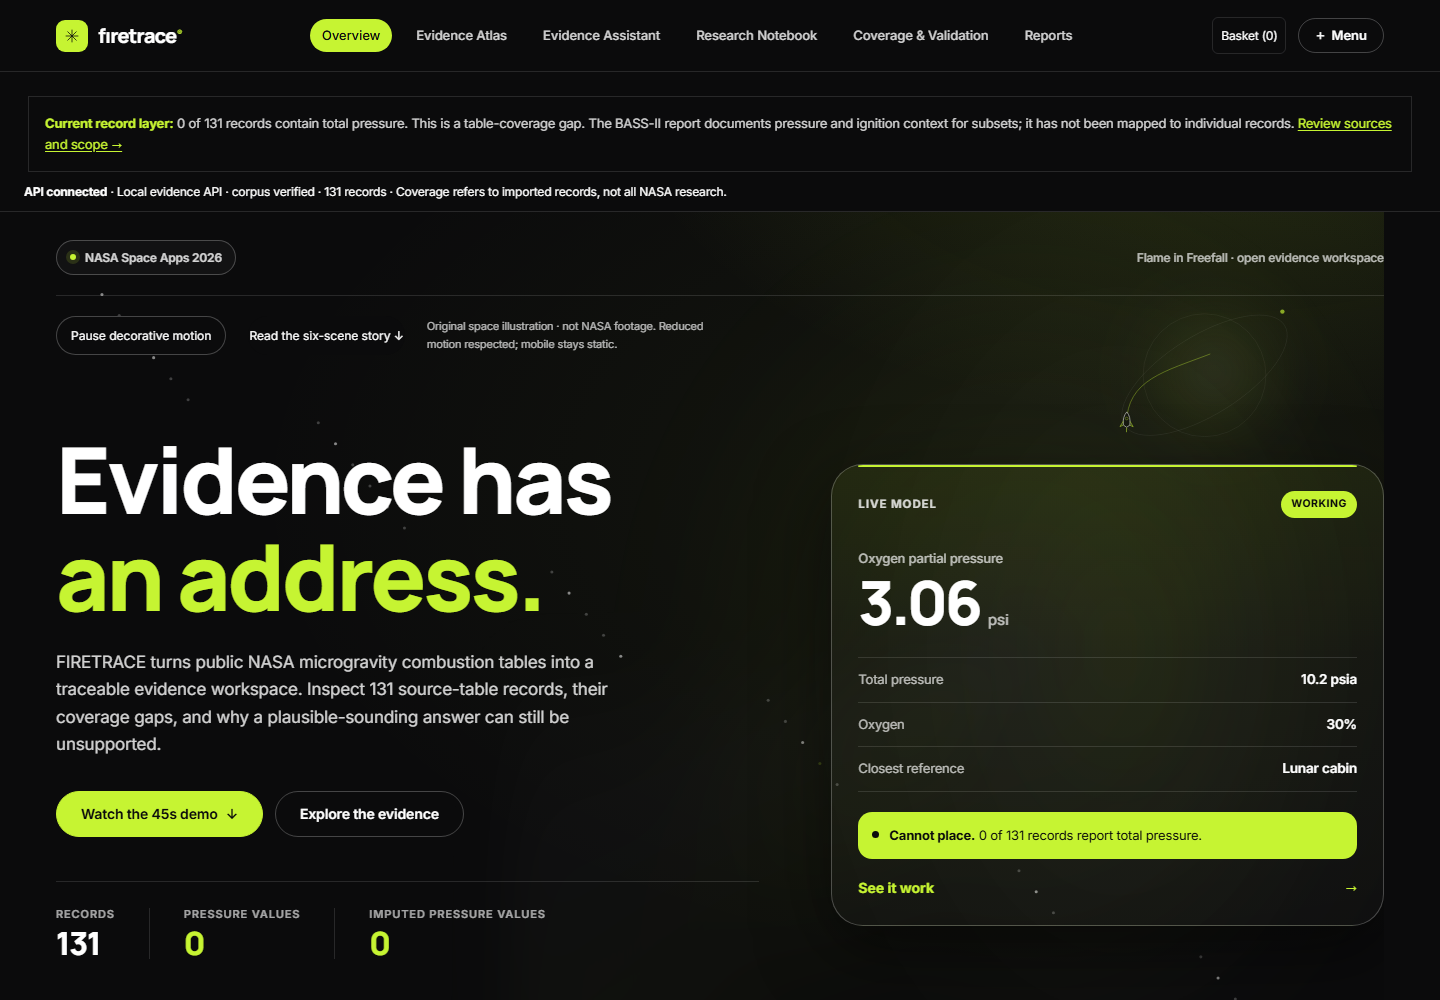 firetrace
Overview
Evidence Atlas
Evidence Assistant
Research Notebook
Coverage & Validation
Reports
Basket (0)
+ Menu
Current record layer: 0 of 131 records contain total pressure. This is a table-coverage gap. The BASS-II report documents pressure and ignition context for subsets; it has not been mapped to individual records. Review sources
and scope →
API connected · Local evidence API · corpus verified · 131 records · Coverage refers to imported records, not all NASA research.
NASA Space Apps 2026
Flame in Freefall · open evidence workspace
Pause decorative motion
Read the six-scene story ↓
Original space illustration · not NASA footage. Reduced
motion respected; mobile stays static.
Evidence has
an address.
FIRETRACE turns public NASA microgravity combustion tables into a
traceable evidence workspace. Inspect 131 source-table records, their
coverage gaps, and why a plausible-sounding answer can still be
unsupported.
Watch the 45s demo ↓
Explore the evidence
RECORDS
131
PRESSURE VALUES
0
IMPUTED PRESSURE VALUES
0
LIVE MODEL
WORKING
Oxygen partial pressure
3.06 psi
Total pressure
10.2 psia
Oxygen
30%
Closest reference
Lunar cabin
Cannot place. 0 of 131 records report total pressure.
See it work →